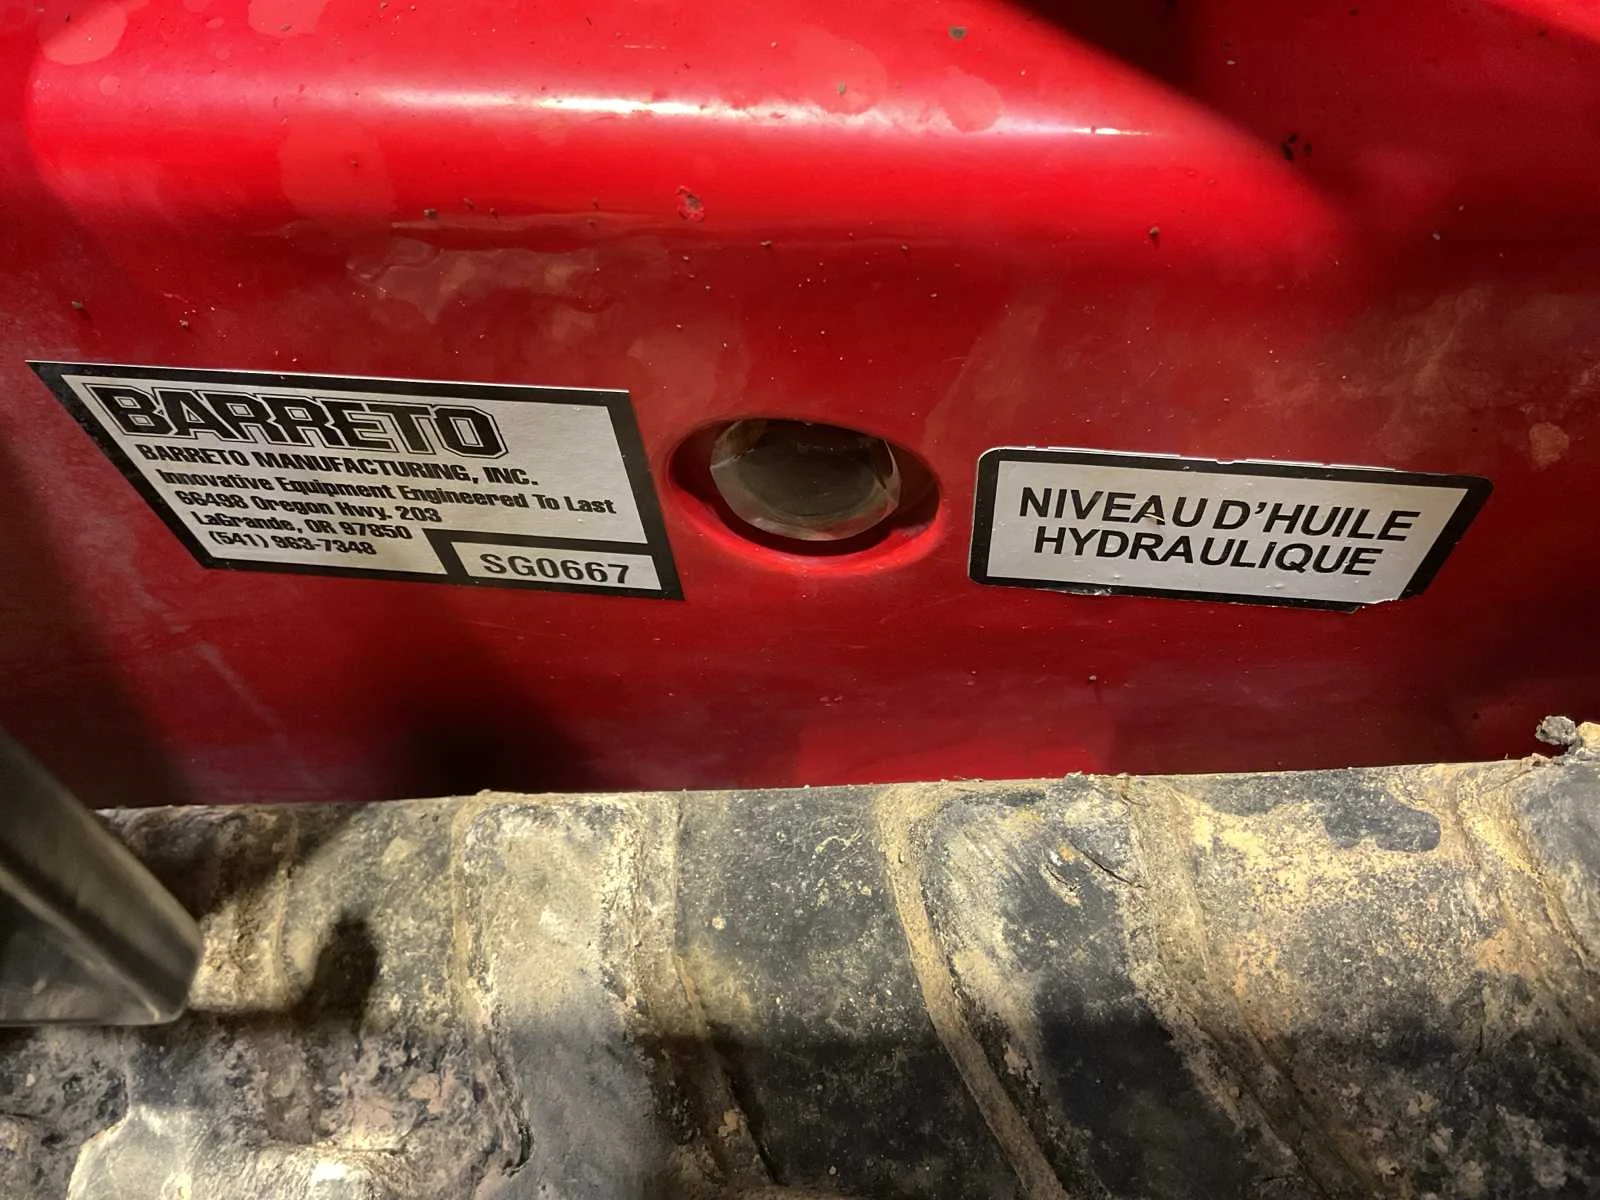 BARRETO
BARRETO MANUFACTURING, INC.
Innovative Equipment Engineered To Last
66498 Oregon Hwy. 203
LaGrande, OR 97850
(541) 963-7348
SG0667
NIVEAU D'HUILE
HYDRAULIQUE